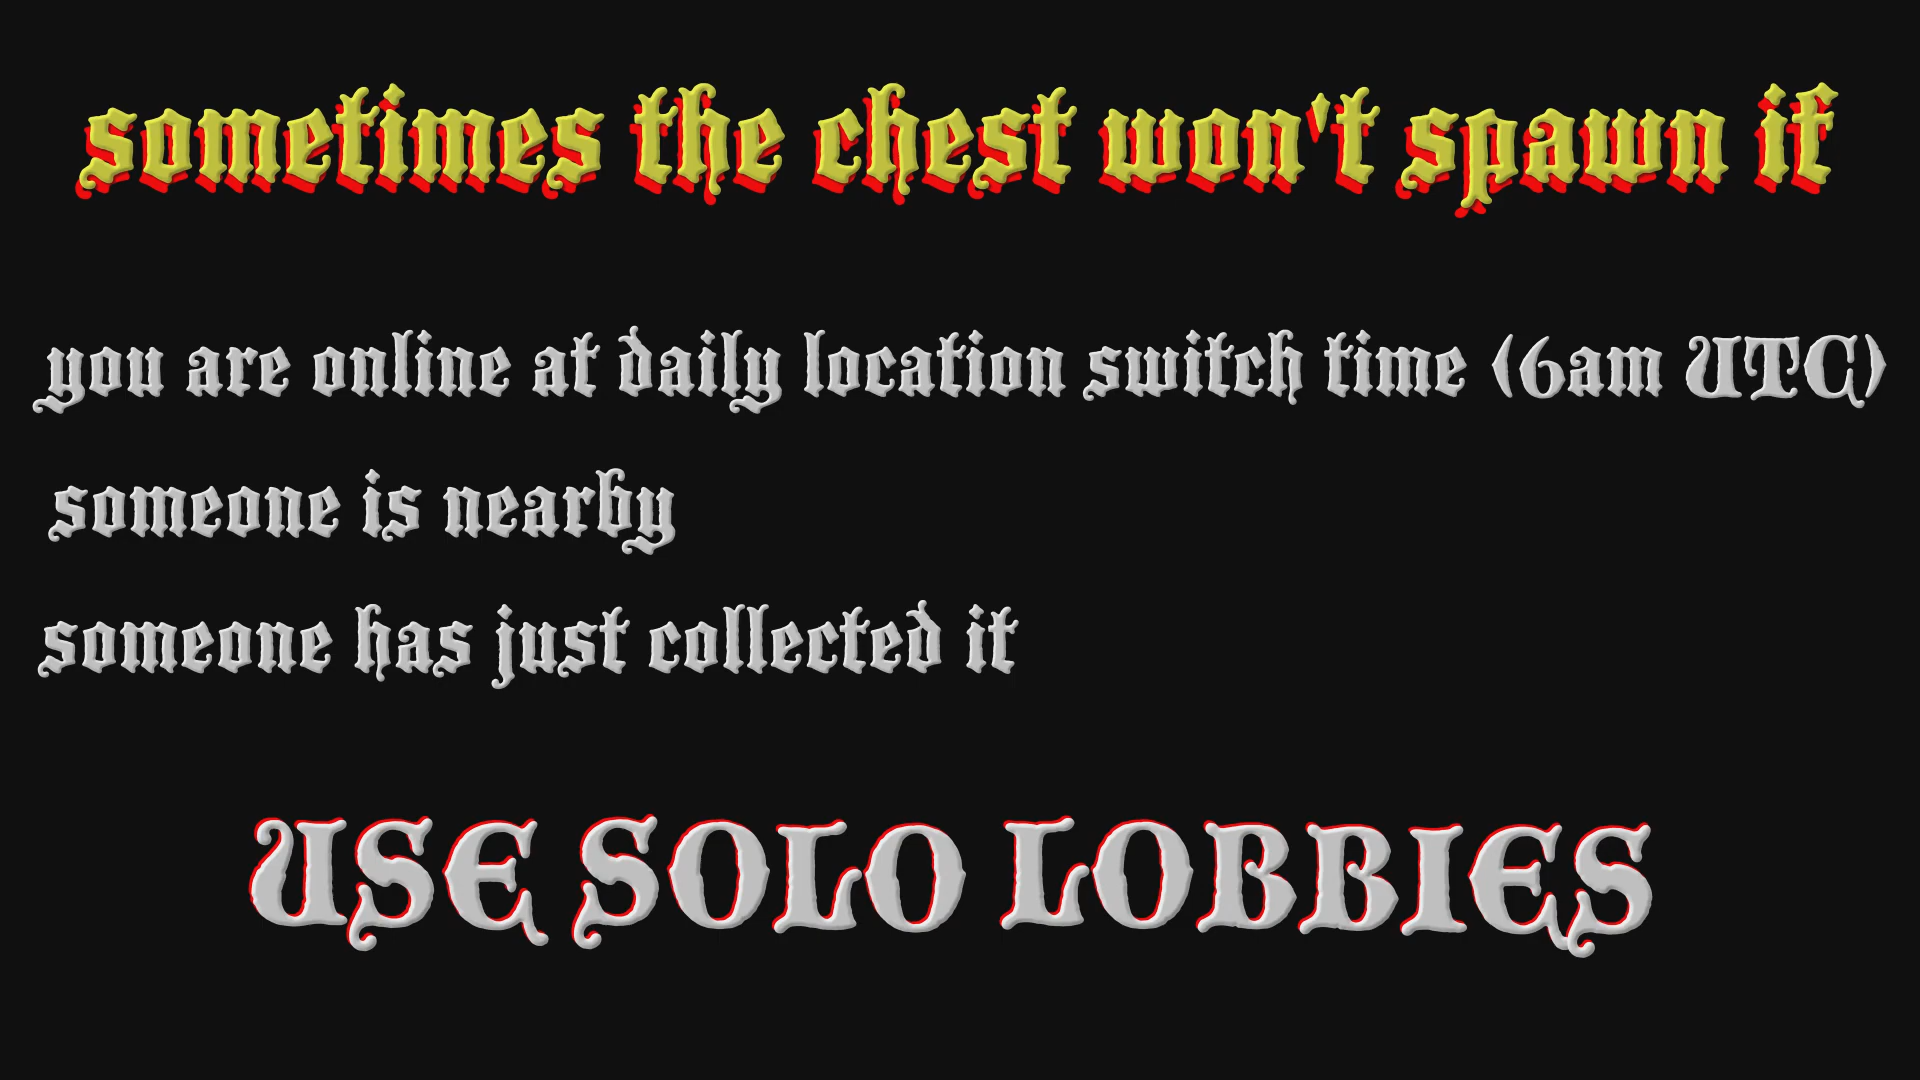 sometimes the chest won't spawn if
you are online at daily location switch time (6am UTC)
someone is nearby
someone has just collected it
USE SOLO LOBBIES